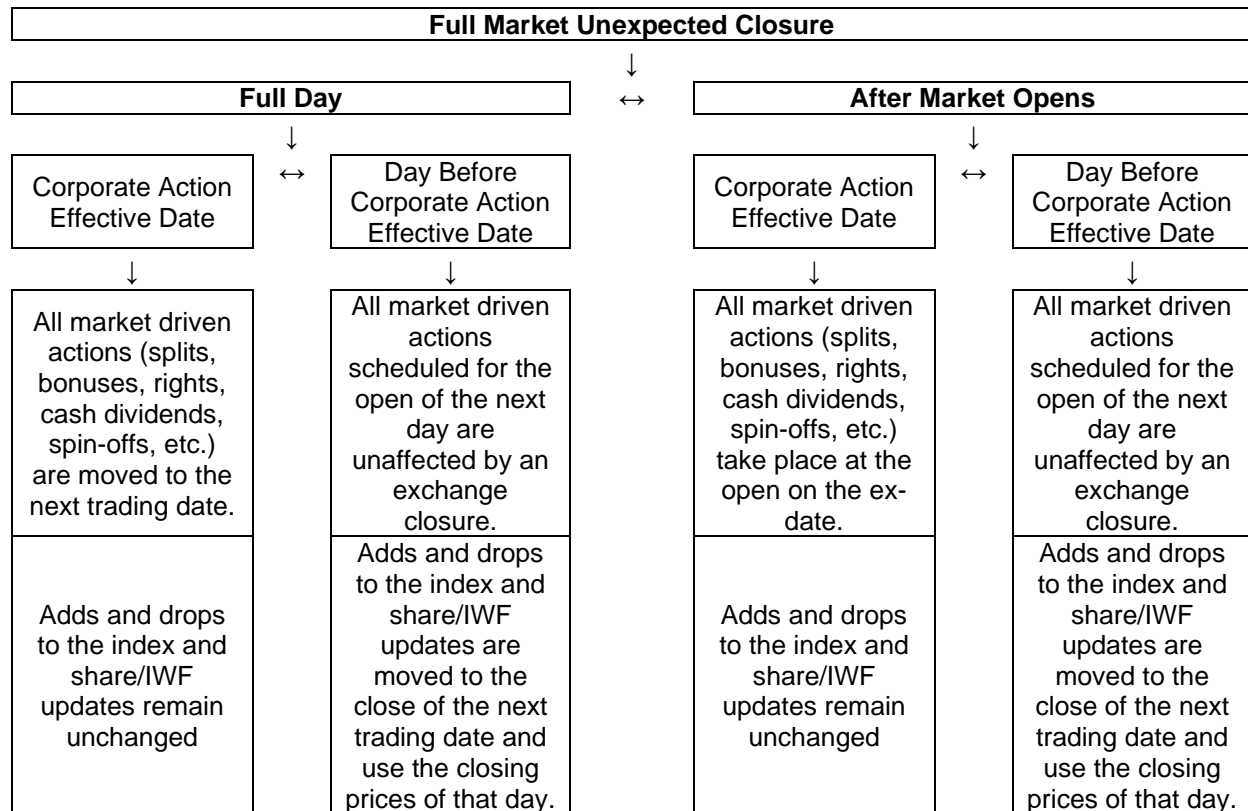 Full Market Unexpected Closure
↓
Full Day
↔
After Market Opens
↓
↓
Corporate Action
Effective Date
↔
Day Before
Corporate Action
Effective Date
Corporate Action
Effective Date
↔
Day Before
Corporate Action
Effective Date
↓
↓
↓
↓
All market driven
actions (splits,
bonuses, rights,
cash dividends,
spin-offs, etc.)
are moved to the
next trading date.
All market driven
actions
scheduled for the
open of the next
day are
unaffected by an
exchange
closure.
All market driven
actions (splits,
bonuses, rights,
cash dividends,
spin-offs, etc.)
take place at the
open on the ex-
date.
All market driven
actions
scheduled for the
open of the next
day are
unaffected by an
exchange
closure.
Adds and drops
to the index and
share/IWF
updates remain
unchanged
Adds and drops
to the index and
share/IWF
updates are
moved to the
close of the next
trading date and
use the closing
prices of that day.
Adds and drops
to the index and
share/IWF
updates remain
unchanged
Adds and drops
to the index and
share/IWF
updates are
moved to the
close of the next
trading date and
use the closing
prices of that day.